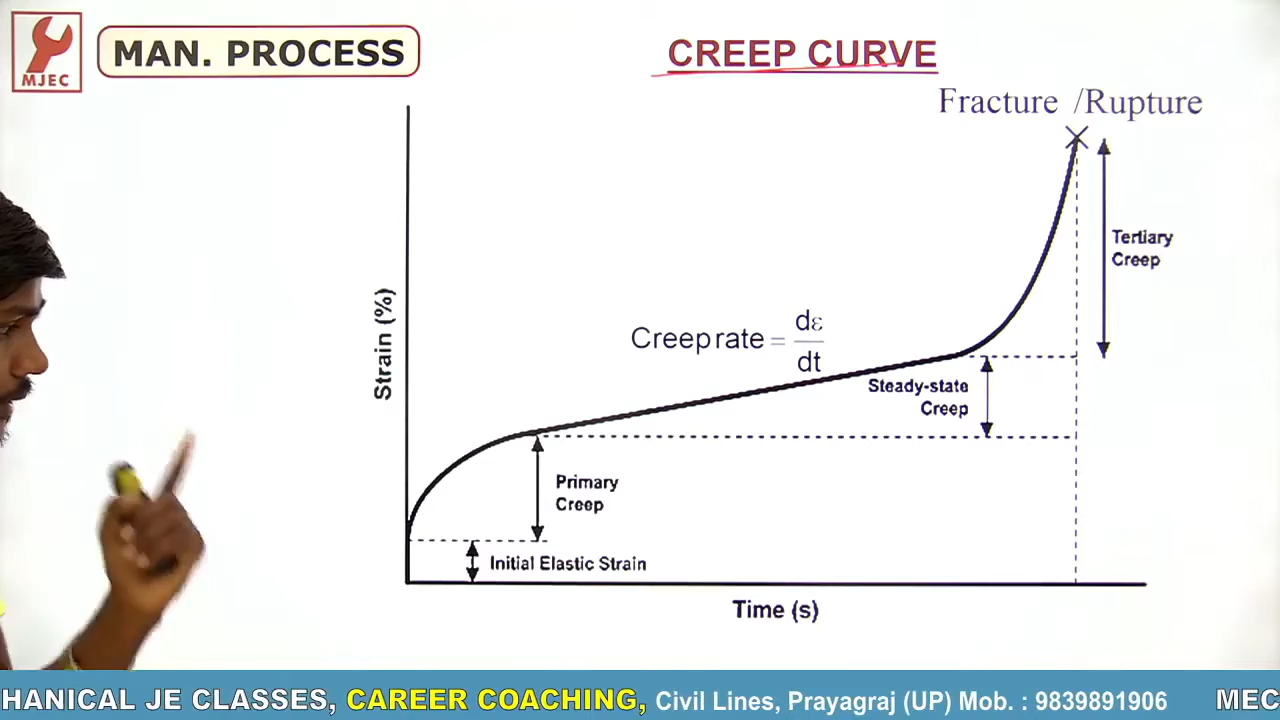 MJEC
MAN. PROCESS
CREEP CURVE
Fracture /Rupture
Tertiary
Creep
Creep rate = dε
dt
Strain (%)
Steady-state
Creep
Primary
Creep
Initial Elastic Strain
Time (s)
HANICAL JE CLASSES, CAREER COACHING, Civil Lines, Prayagraj (UP) Mob. : 9839891906 MEC